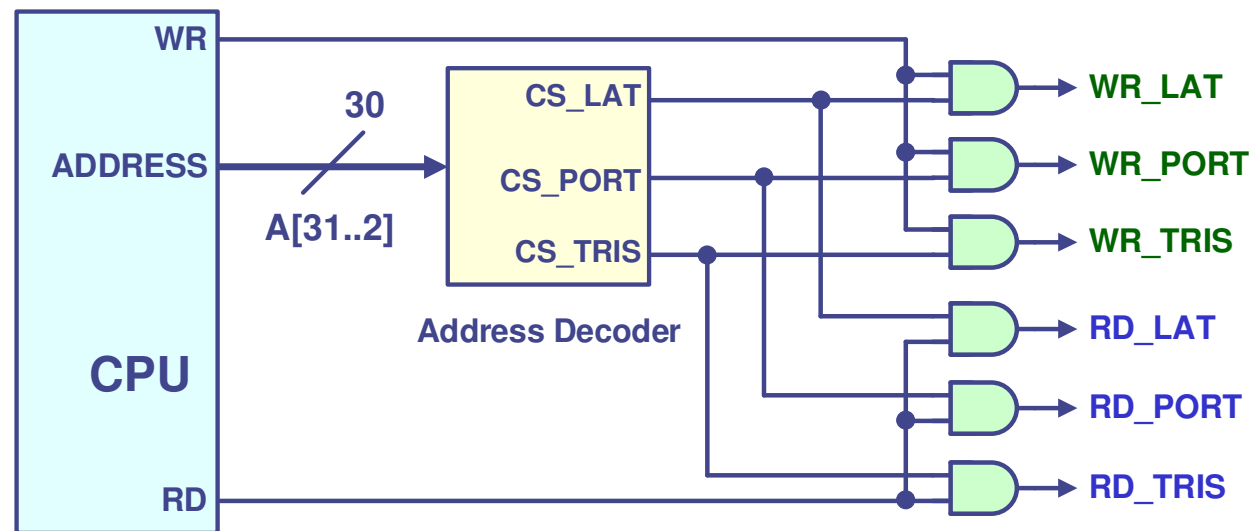 WR
ADDRESS
CPU
RD
30
A[31..2]
CS_LAT
CS_PORT
CS_TRIS
Address Decoder
WR_LAT
WR_PORT
WR_TRIS
RD_LAT
RD_PORT
RD_TRIS